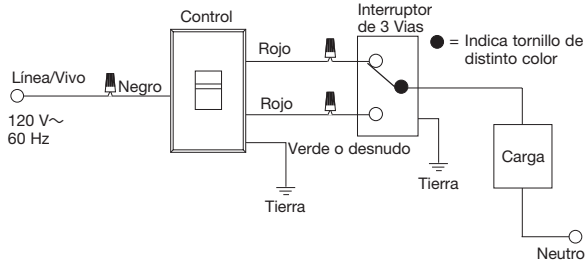 Control
Interruptor
de 3 Vias
= Indica tornillo de
distinto color
Rojo
Línea/Vivo
Negro
Rojo
120 V~
60 Hz
Verde o desnudo
Carga
Tierra
Tierra
Neutro